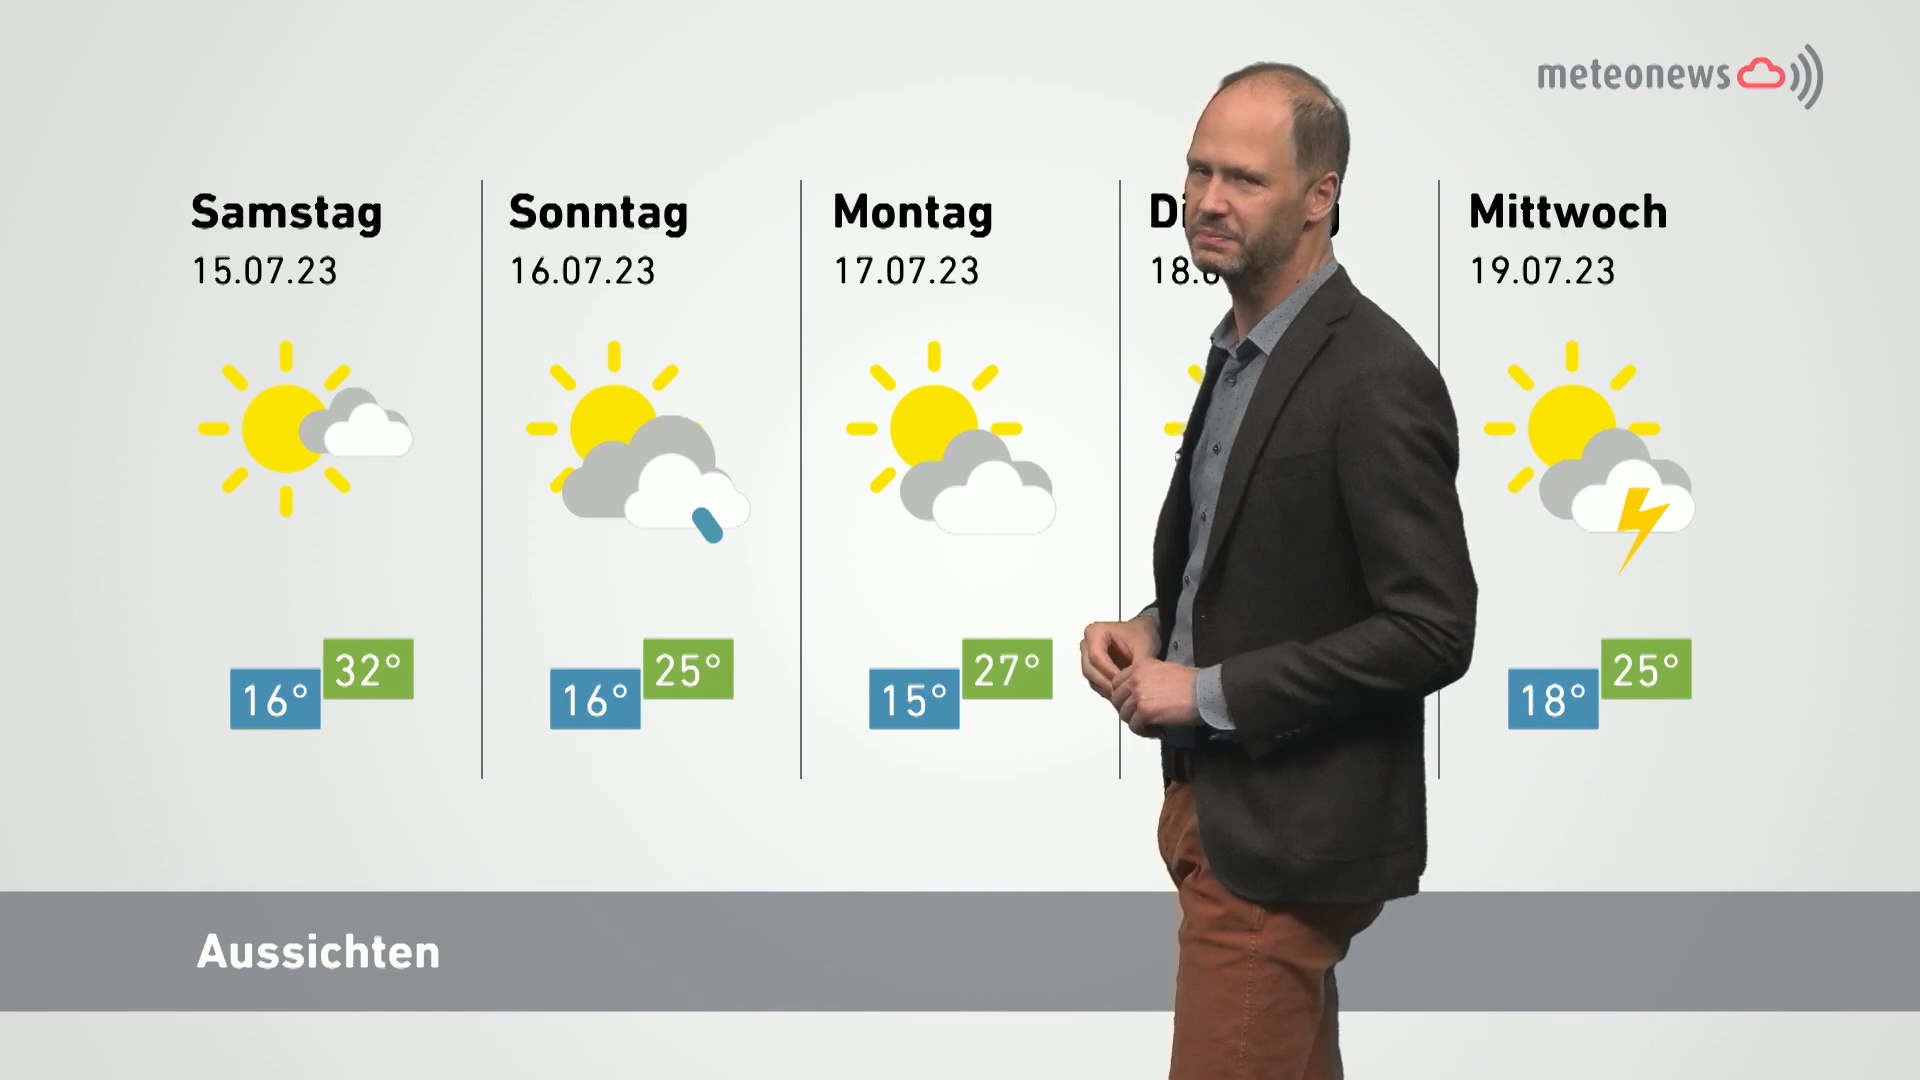 meteonews
Samstag
15.07.23
Sonntag
16.07.23
Montag
17.07.23
Mittwoch
19.07.23
16° 32°
16° 25°
15° 27°
18° 25°
Aussichten